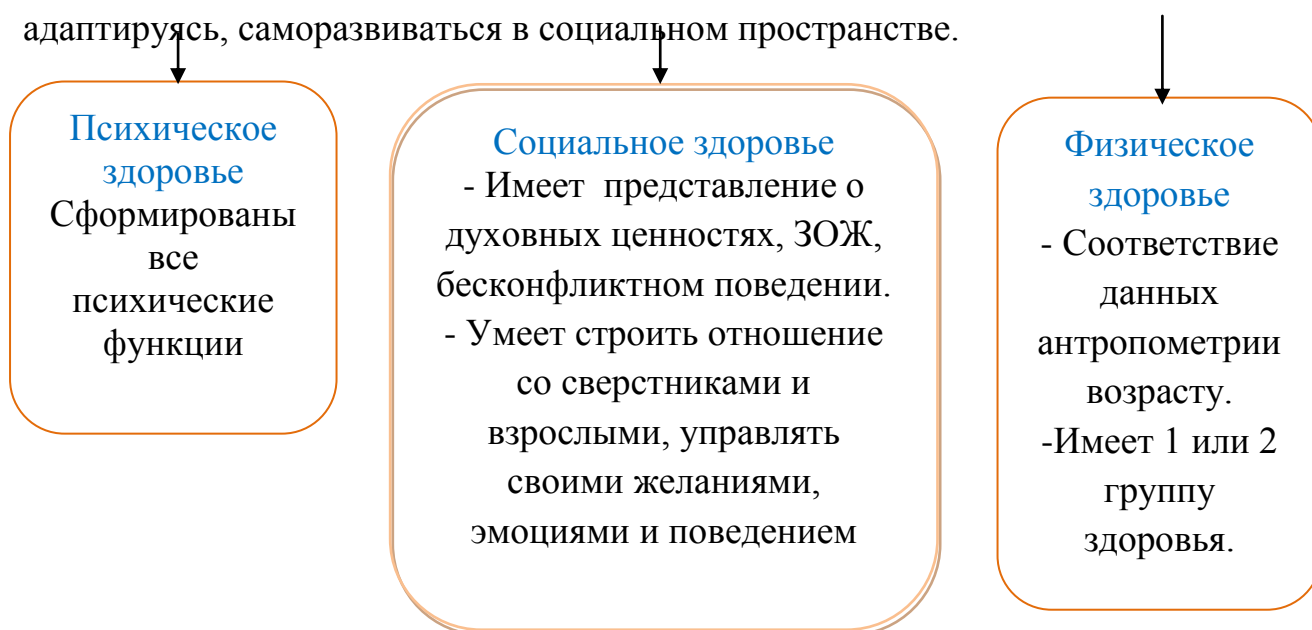 адаптируясь, саморазвиваться в социальном пространстве.
Психическое
здоровье
Сформированы
все
психические
функции
Социальное здоровье
- Имеет представление о
духовных ценностях, ЗОЖ,
бесконфликтном поведении.
- Умеет строить отношение
со сверстниками и
взрослыми, управлять
своими желаниями,
эмоциями и поведением
Физическое
здоровье
- Соответствие
данных
антропометрии
возрасту.
-Имеет 1 или 2
группу
здоровья.